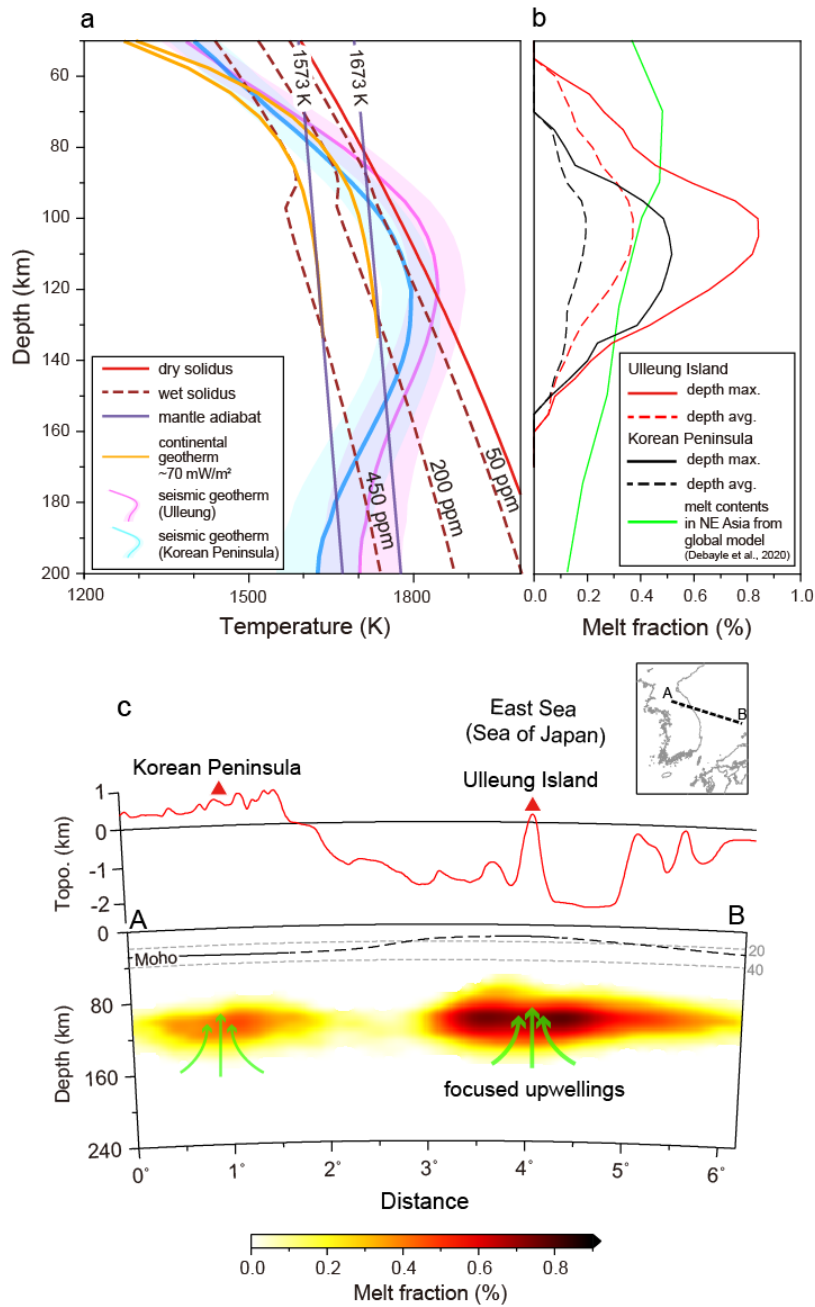 a
60
80
100
120
140
160
180
200
Depth (km)
1200
1500
1800
Temperature (K)
1573 K
1673 K
450 ppm
200 ppm
50 ppm
dry solidus
wet solidus
mantle adiabat
continental
geotherm
~70 mW/m²
seismic geotherm
(Ulleung)
seismic geotherm
(Korean Peninsula)
b
0.0
0.2
0.4
0.6
0.8
1.0
Melt fraction (%)
Ulleung Island
depth max.
depth avg.
Korean Peninsula
depth max.
depth avg.
melt contents
in NE Asia from
global model
(Debayle et al., 2020)
c
East Sea
(Sea of Japan)
A
B
Korean Peninsula
Ulleung Island
1
0
-1
-2
Topo. (km)
A
B
0
80
160
240
Depth (km)
Moho
20
40
focused upwellings
0°
1°
2°
3°
4°
5°
6°
Distance
0.0
0.2
0.4
0.6
0.8
Melt fraction (%)